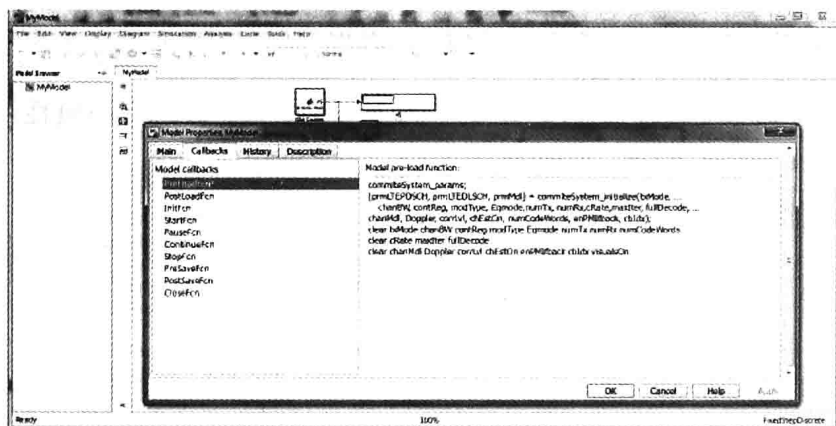 MyModel
File Edit View Display Diagram Simulation Analysis Code Tools Help
Model Browser
MyModel
MyModel
Model Properties: MyModel
Main Callbacks History Description
Model callbacks
PreLoadFcn
PostLoadFcn
InitFcn
StartFcn
PauseFcn
ContinueFcn
StopFcn
PreSaveFcn
PostSaveFcn
CloseFcn
Model pre-load function:
commlteSystem_params;
[prmLTEPDSCH, prmLTEDLSCH, prmMdl] = commlteSystem_initialize(txMode, ...
chanBW, contReg, modType, Eqmode,numTx, numRx,cRate,maxIter, fullDecode, ...
chanMdl, Doppler, corrLvl, chEstOn, numCodeWords, enPMIfback, cbIdx);
clear txMode chanBW contReg modType Eqmode numTx numRx numCodeWords
clear cRate maxIter fullDecode
clear chanMdl Doppler corrLvl chEstOn enPMIfback cbIdx visualsOn
OK Cancel Help Apply
Ready 100% FixedStepDiscrete